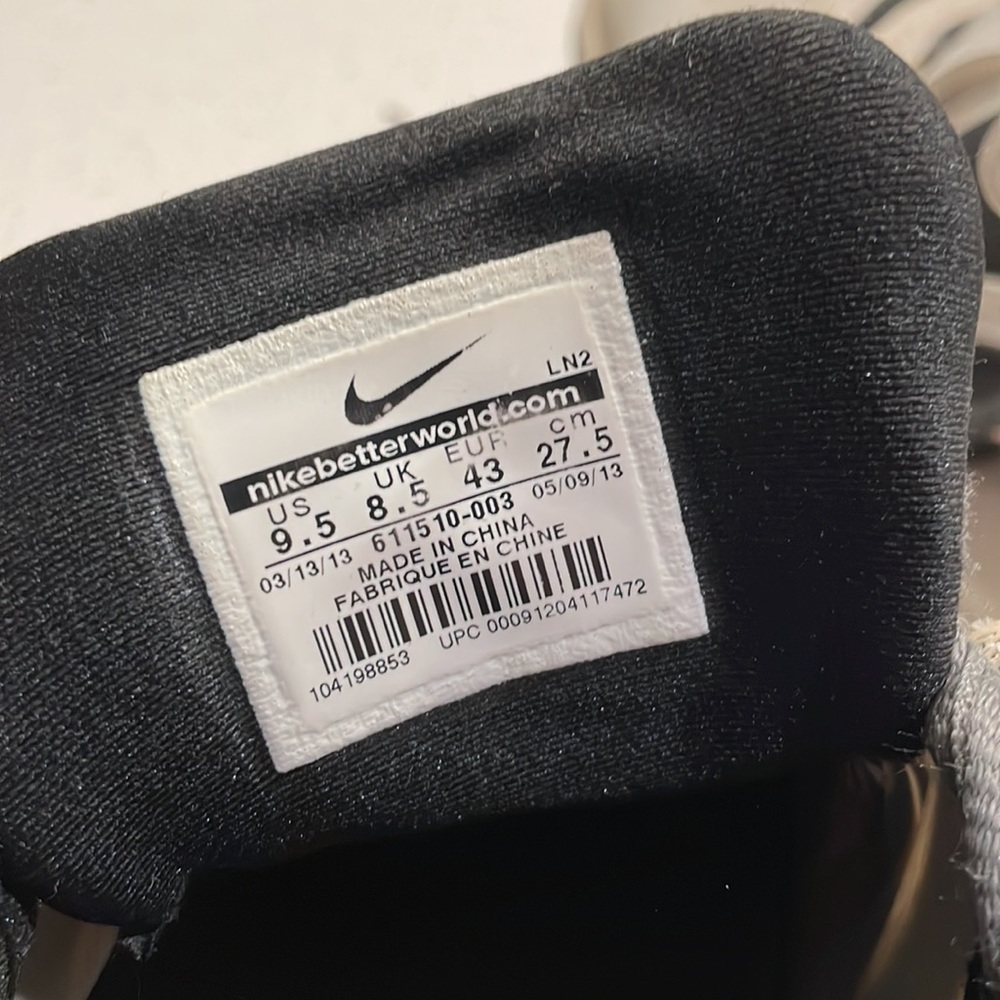 LN2
nikebetterworld.com
US UK EUR cm
9.5 8.5 43 27.5
03/13/13 611510-003 05/09/13
MADE IN CHINA
FABRIQUE EN CHINE
104198853 UPC 00091204117472